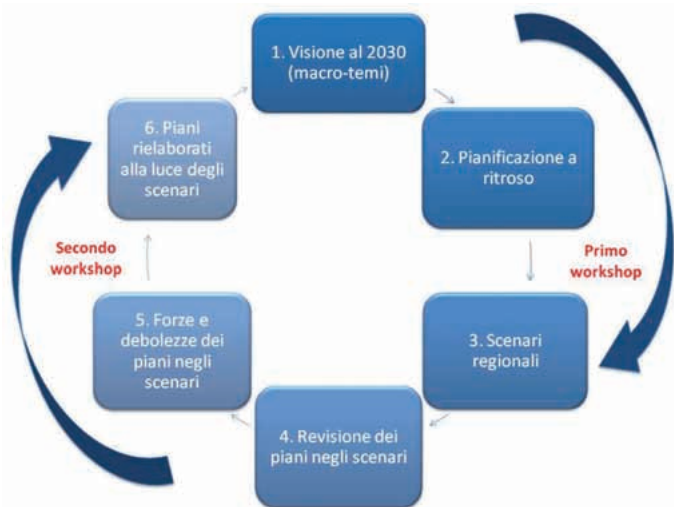 1. Visione al 2030
(macro-temi)
2. Pianificazione a
ritroso
Primo
workshop
3. Scenari
regionali
4. Revisione dei
piani negli scenari
5. Forze e
debolezze dei
piani negli
scenari
Secondo
workshop
6. Piani
rielaborati
alla luce degli
scenari